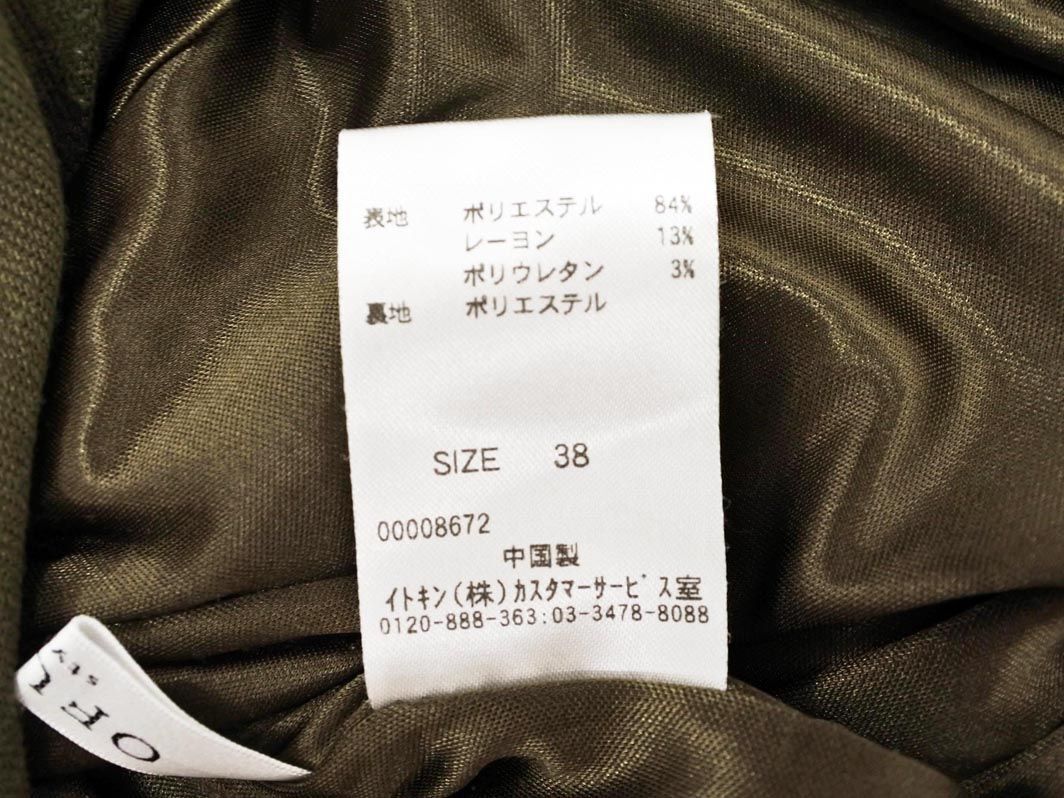 表地 ポリエステル 84%
レーヨン 13%
ポリウレタン 3%
裏地 ポリエステル
SIZE 38
00008672
中国製
イトキン(株)カスタマーサービス室
0120-888-363:03-3478-8088
OFU